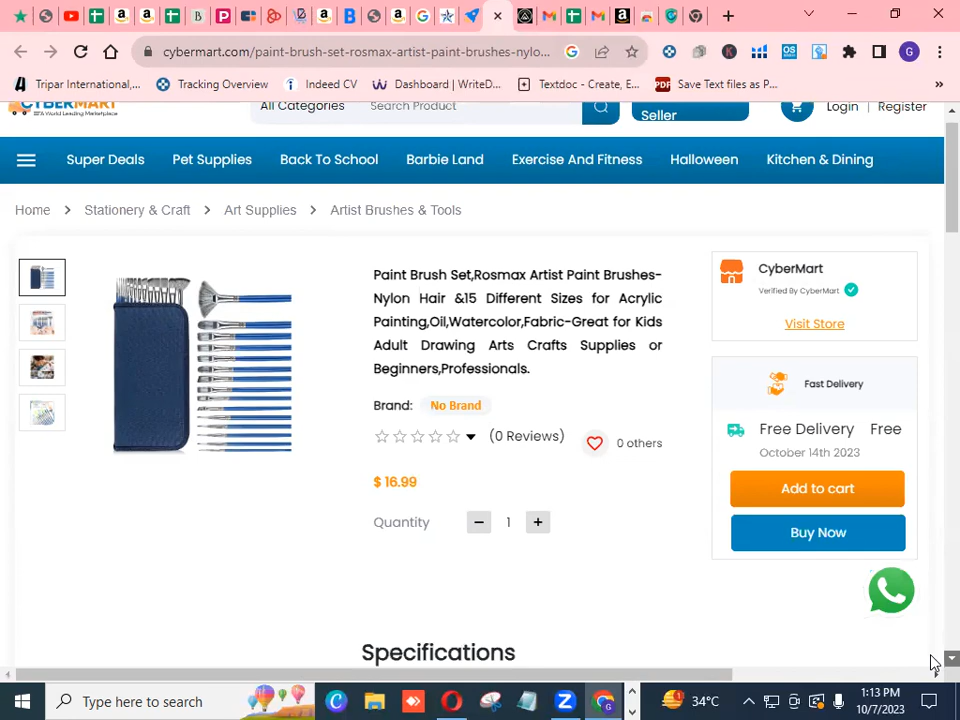 cybermart.com/paint-brush-set-rosmax-artist-paint-brushes-nylo...
Tripar International,...
Tracking Overview
Indeed CV
Dashboard | WriteD...
Textdoc - Create, E...
Save Text files as P...
»
CYBERMART
A World Leading Marketplace
All Categories
Search Product
Seller
Login | Register
Super Deals
Pet Supplies
Back To School
Barbie Land
Exercise And Fitness
Halloween
Kitchen & Dining
Home > Stationery & Craft > Art Supplies > Artist Brushes & Tools
Paint Brush Set,Rosmax Artist Paint Brushes-
Nylon Hair &15 Different Sizes for Acrylic
Painting,Oil,Watercolor,Fabric-Great for Kids
Adult Drawing Arts Crafts Supplies or
Beginners,Professionals.
Brand: No Brand
(0 Reviews)
0 others
$ 16.99
Quantity - 1 +
CyberMart
Verified By CyberMart
Visit Store
Fast Delivery
Free Delivery Free
October 14th 2023
Add to cart
Buy Now
Specifications
Type here to search
34°C
1:13 PM
10/7/2023